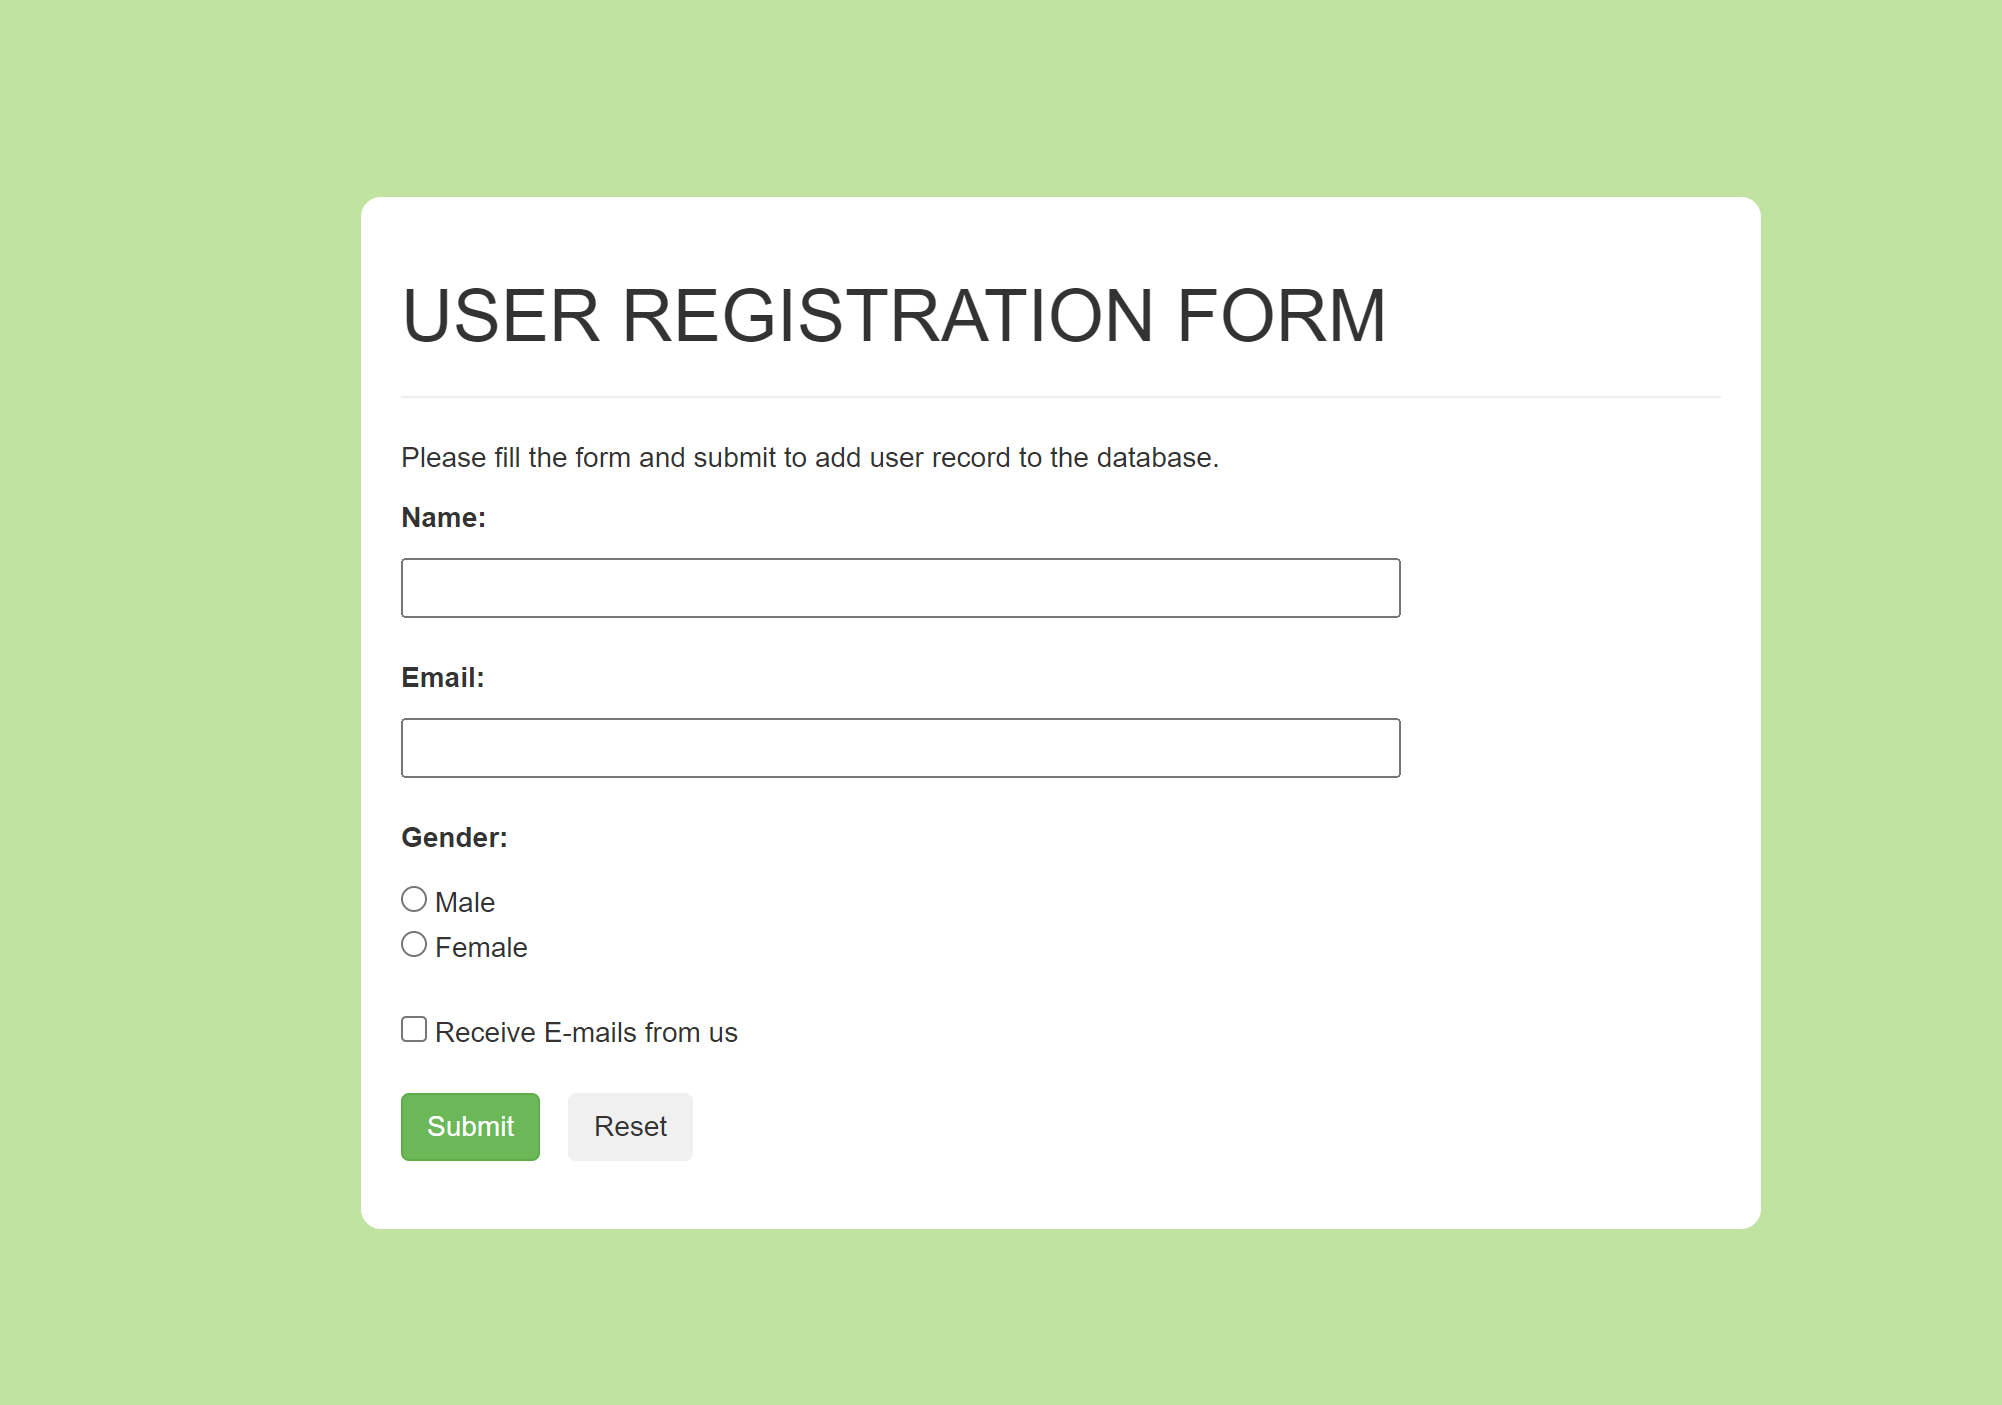 USER REGISTRATION FORM
Please fill the form and submit to add user record to the database.
Name:
Email:
Gender:
Male
Female
Receive E-mails from us
Submit Reset